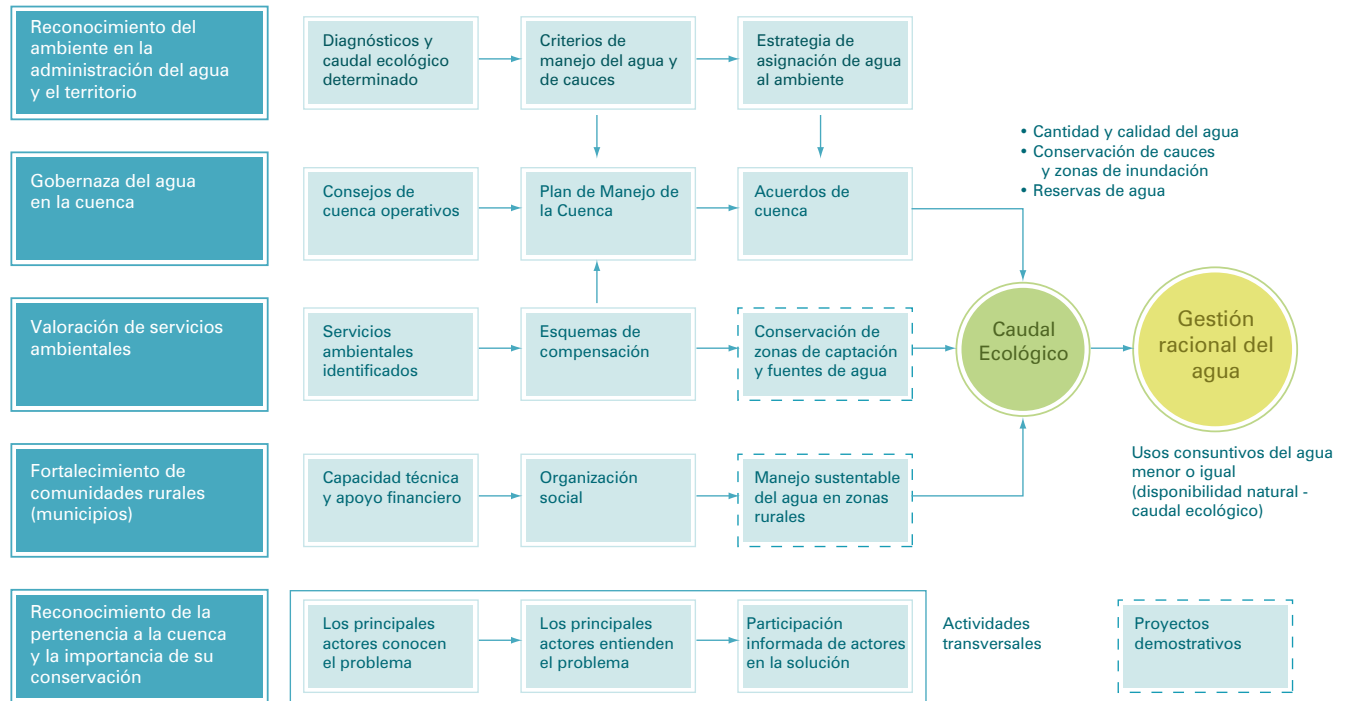 Reconocimiento del
ambiente en la
administración del agua
y el territorio
Diagnósticos y
caudal ecológico
determinado
Criterios de
manejo del agua y
de cauces
Estrategia de
asignación de agua
al ambiente
• Cantidad y calidad del agua
• Conservación de cauces
y zonas de inundación
• Reservas de agua
Gobernaza del agua
en la cuenca
Consejos de
cuenca operativos
Plan de Manejo de
la Cuenca
Acuerdos de
cuenca
Valoración de servicios
ambientales
Servicios
ambientales
identificados
Esquemas de
compensación
Conservación de
zonas de captación
y fuentes de agua
Caudal
Ecológico
Gestión
racional del
agua
Usos consuntivos del agua
menor o igual
(disponibilidad natural -
caudal ecológico)
Fortalecimiento de
comunidades rurales
(municipios)
Capacidad técnica
y apoyo financiero
Organización
social
Manejo sustentable
del agua en zonas
rurales
Reconocimiento de la
pertenencia a la cuenca
y la importancia de su
conservación
Los principales
actores conocen
el problema
Los principales
actores entienden
el problema
Participación
informada de actores
en la solución
Actividades
transversales
Proyectos
demostrativos